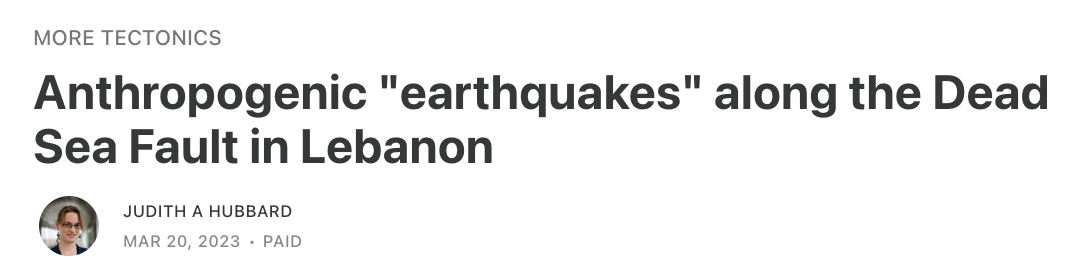 MORE TECTONICS
Anthropogenic "earthquakes" along the Dead
Sea Fault in Lebanon
JUDITH A HUBBARD
MAR 20, 2023 · PAID